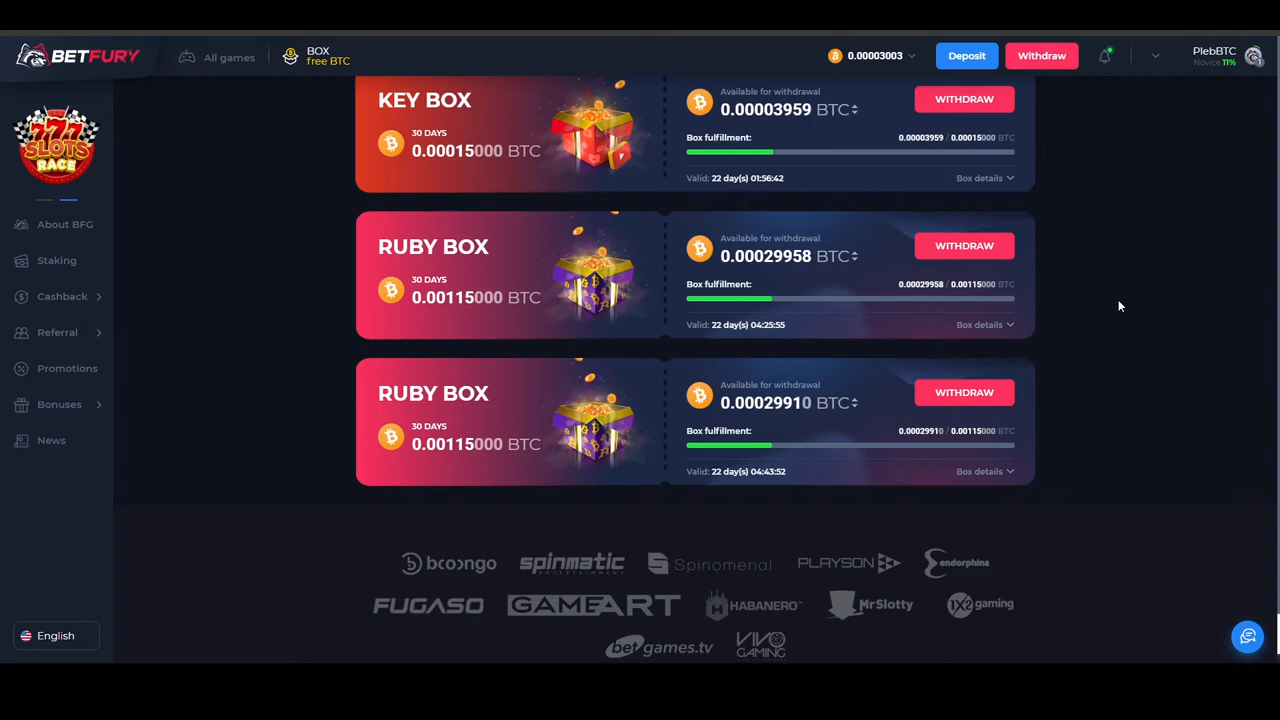 BETFURY
All games
BOX
free BTC
0.00003003
Deposit
Withdraw
PlebBTC
Novice 11%
777
SLOTS
RACE
About BFG
Staking
Cashback
Referral
Promotions
Bonuses
News
English
KEY BOX
30 DAYS
0.00015000 BTC
Available for withdrawal
0.00003959 BTC
WITHDRAW
Box fulfillment:
0.00003959 / 0.00015000 BTC
Valid: 22 day(s) 01:56:42
Box details
RUBY BOX
30 DAYS
0.00115000 BTC
Available for withdrawal
0.00029958 BTC
WITHDRAW
Box fulfillment:
0.00029958 / 0.00115000 BTC
Valid: 22 day(s) 04:25:55
Box details
RUBY BOX
30 DAYS
0.00115000 BTC
Available for withdrawal
0.00029910 BTC
WITHDRAW
Box fulfillment:
0.00029910 / 0.00115000 BTC
Valid: 22 day(s) 04:43:52
Box details
booongo
spinmatic
ENTERTAINMENT
Spinomenal
PLAYSON
endorphina
FUGASO
GAMEART
HABANERO
MrSlotty
1X2 gaming
betgames.tv
VIVO
GAMING